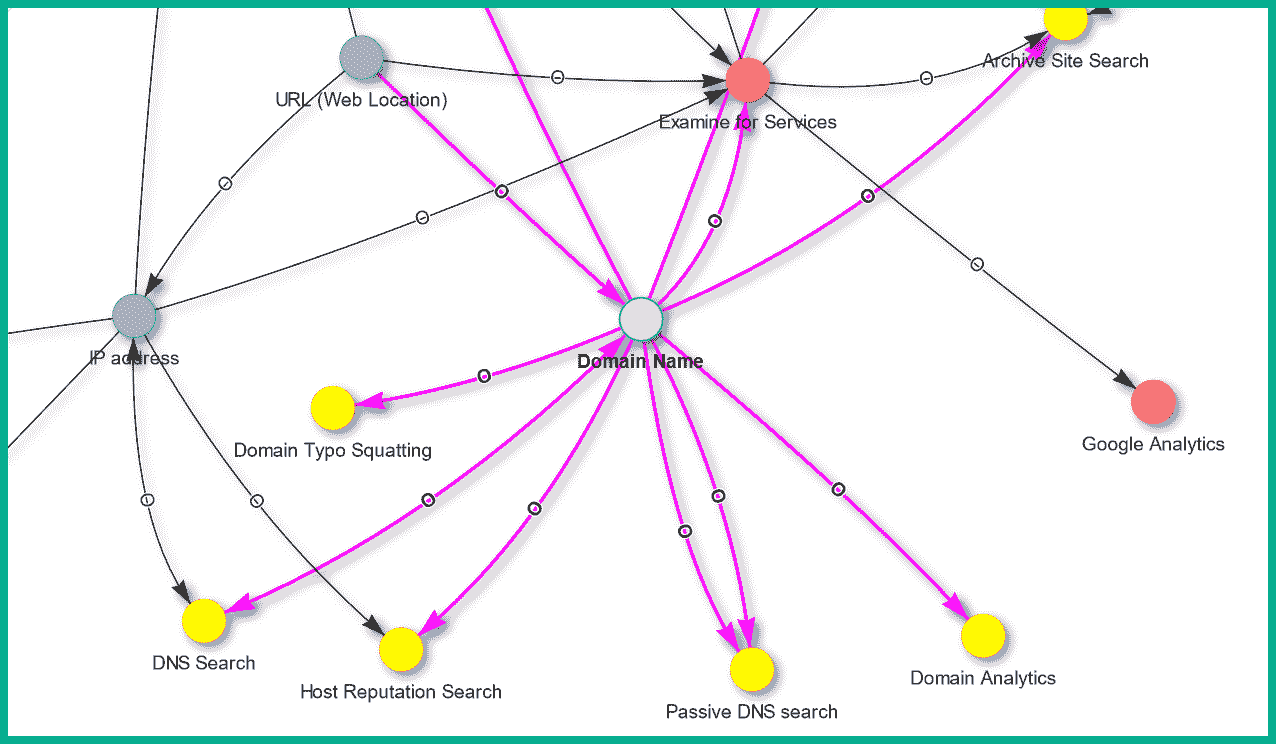 Archive Site Search
URL (Web Location)
Examine for Services
IP address
Domain Name
Domain Typo Squatting
Google Analytics
DNS Search
Host Reputation Search
Domain Analytics
Passive DNS search